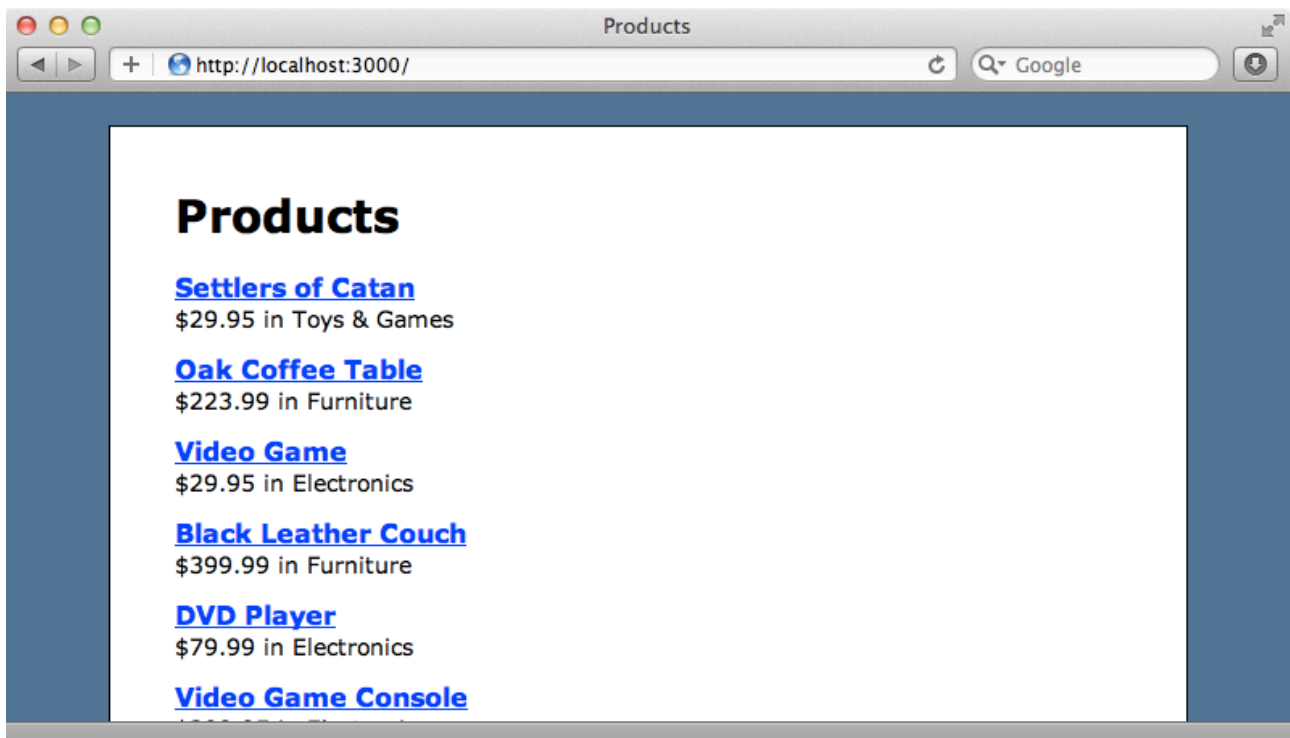 Products
http://localhost:3000/
Google
Products
Settlers of Catan
$29.95 in Toys & Games
Oak Coffee Table
$223.99 in Furniture
Video Game
$29.95 in Electronics
Black Leather Couch
$399.99 in Furniture
DVD Player
$79.99 in Electronics
Video Game Console